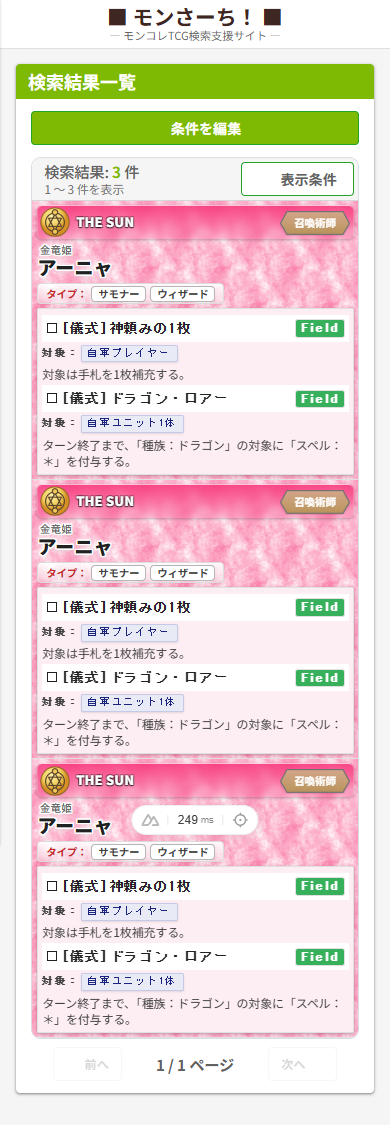 モンさーち！
― モンコレTCG検索支援サイト ―
検索結果一覧
条件を編集
検索結果: 3 件
1 ～ 3 件を表示
表示条件
THE SUN
召喚術師
金竜姫
アーニャ
タイプ： サモナー ウィザード
□ [儀式] 神頼みの1枚 Field
対象： 自軍プレイヤー
対象は手札を1枚補充する。
□ [儀式] ドラゴン・ロアー Field
対象： 自軍ユニット1体
ターン終了まで、「種族：ドラゴン」の対象に「スペル：
＊」を付与する。
THE SUN
召喚術師
金竜姫
アーニャ
タイプ： サモナー ウィザード
□ [儀式] 神頼みの1枚 Field
対象： 自軍プレイヤー
対象は手札を1枚補充する。
□ [儀式] ドラゴン・ロアー Field
対象： 自軍ユニット1体
ターン終了まで、「種族：ドラゴン」の対象に「スペル：
＊」を付与する。
THE SUN
召喚術師
金竜姫
アーニャ
249 ms
タイプ： サモナー ウィザード
□ [儀式] 神頼みの1枚 Field
対象： 自軍プレイヤー
対象は手札を1枚補充する。
□ [儀式] ドラゴン・ロアー Field
対象： 自軍ユニット1体
ターン終了まで、「種族：ドラゴン」の対象に「スペル：
＊」を付与する。
前へ
1 / 1 ページ
次へ